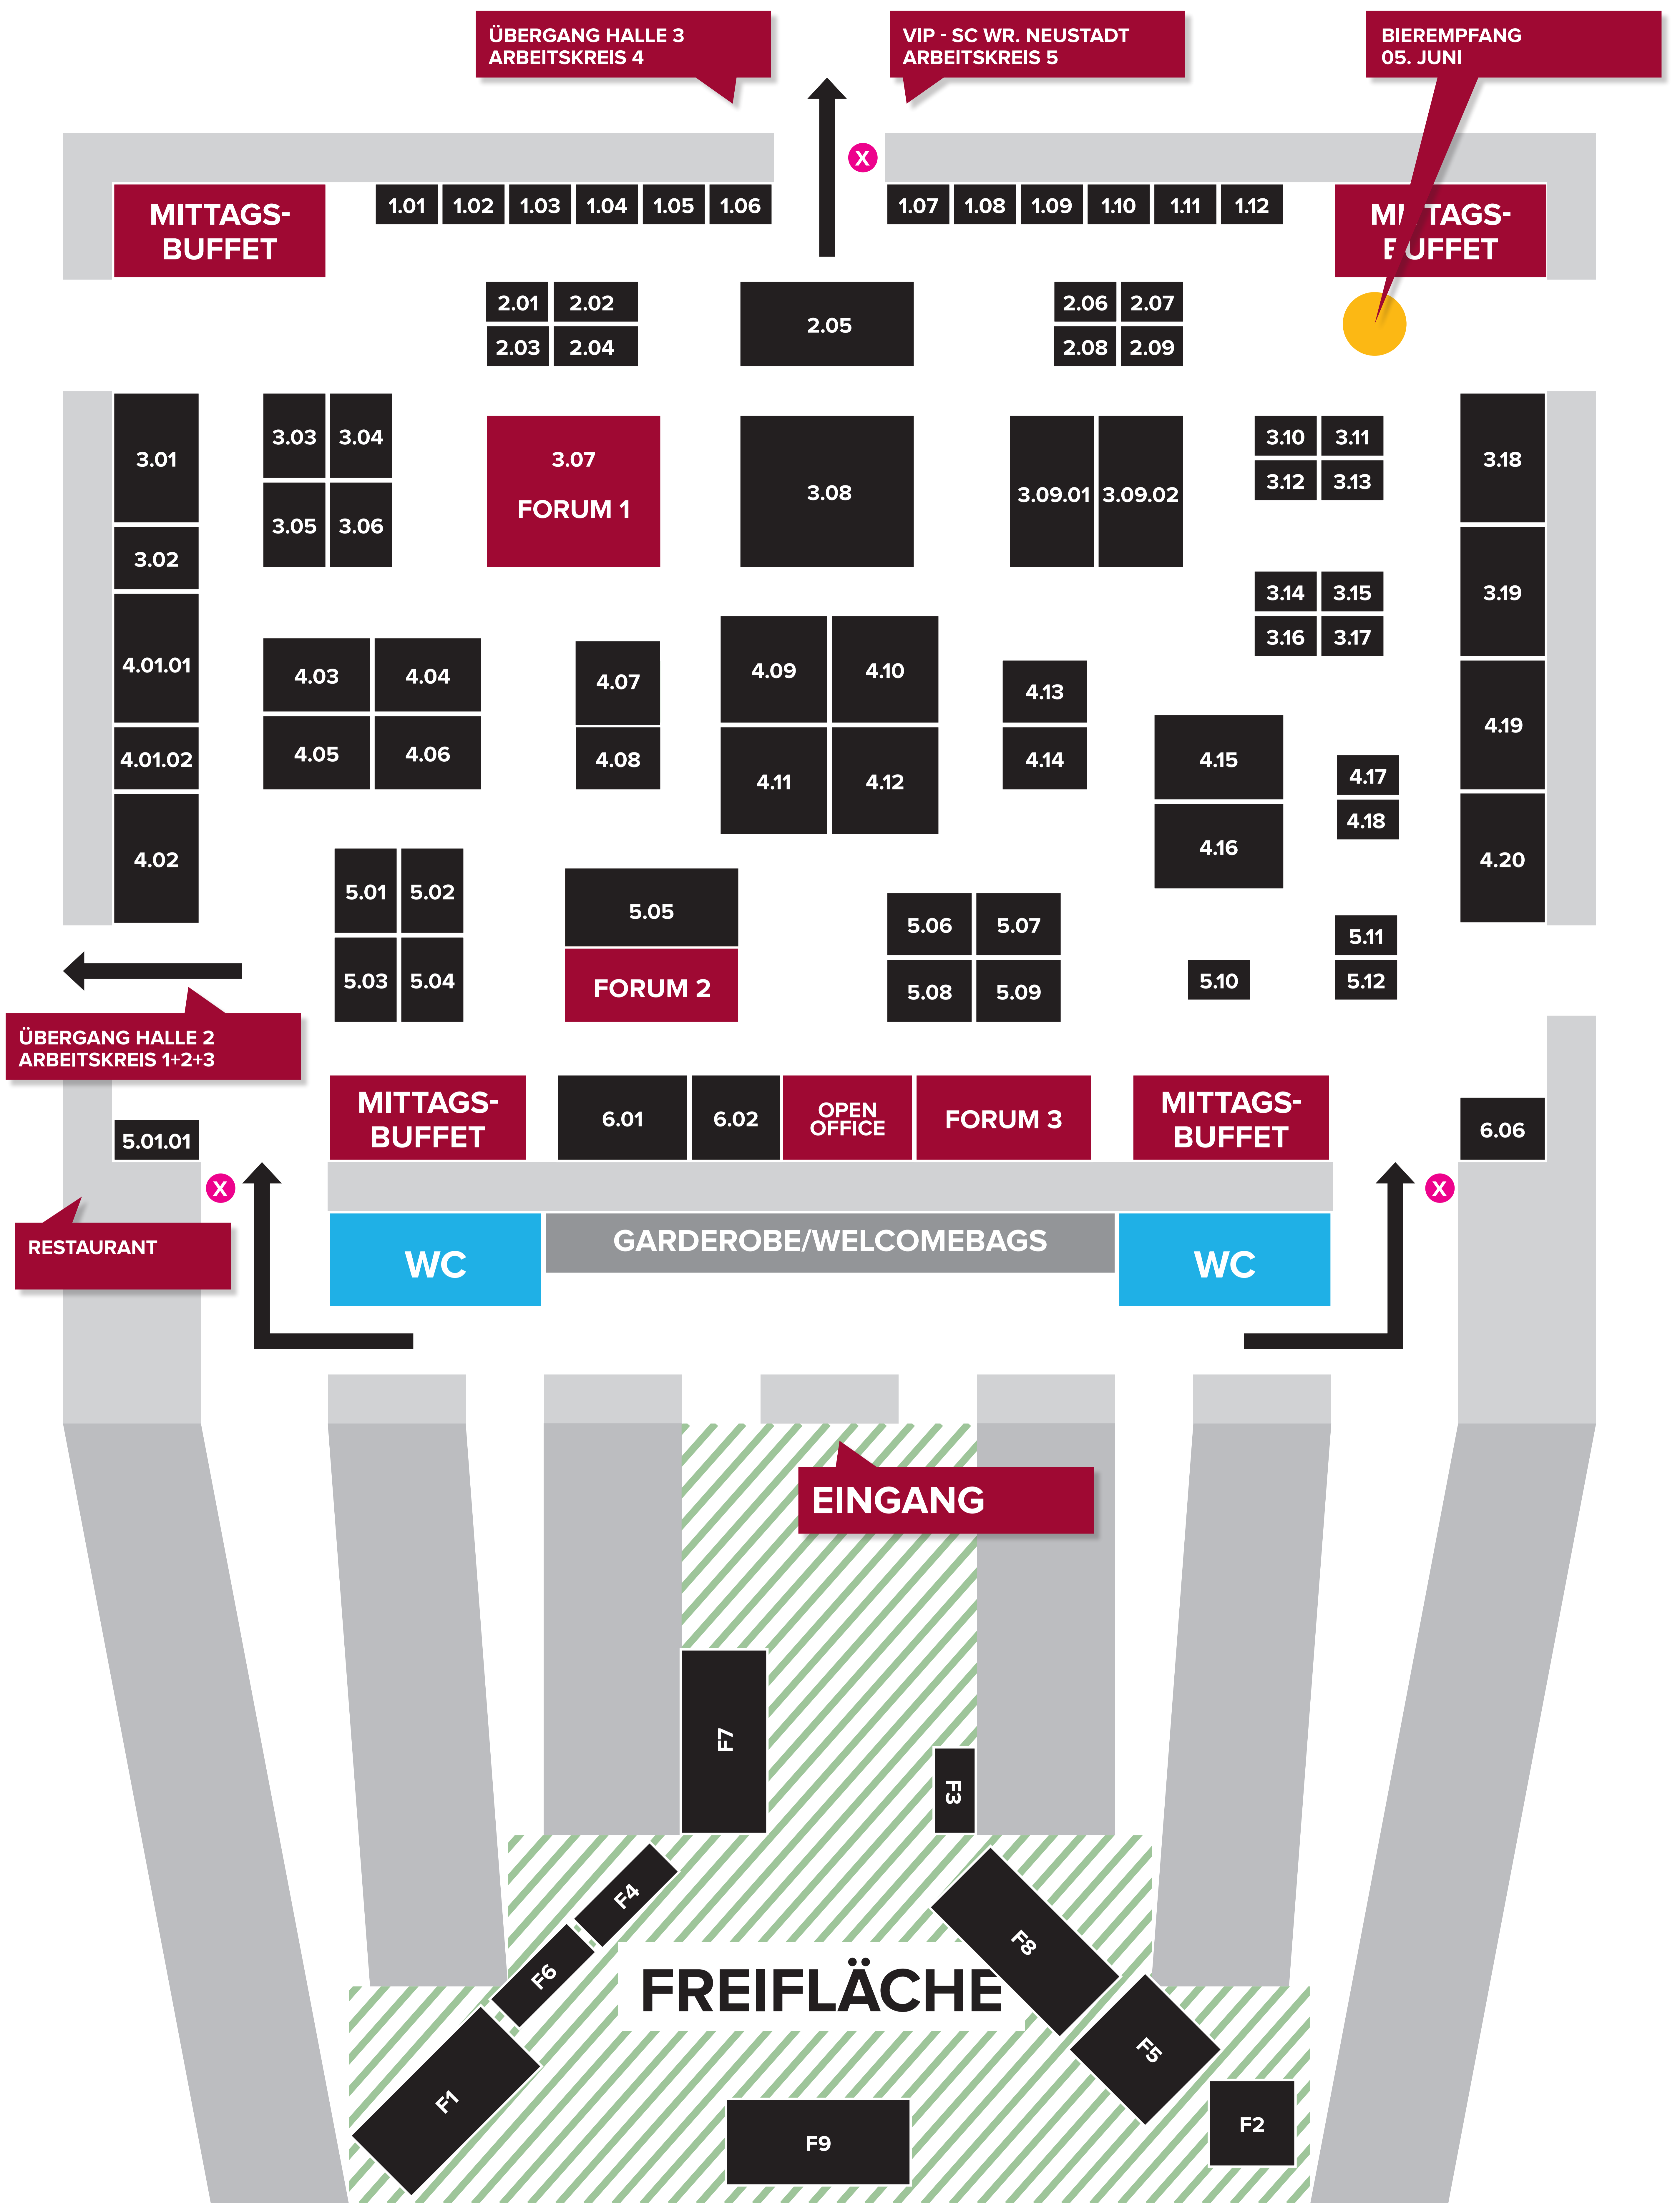 ÜBERGANG HALLE 3
ARBEITSKREIS 4
VIP - SC WR. NEUSTADT
ARBEITSKREIS 5
BIEREMPFANG
05. JUNI
X
MITTAGS-
BUFFET
1.01 1.02 1.03 1.04 1.05 1.06
1.07 1.08 1.09 1.10 1.11 1.12
MITTAGS-
BUFFET
2.01 2.02
2.03 2.04
2.05
2.06 2.07
2.08 2.09
3.01
3.02
4.01.01
4.01.02
4.02
3.03 3.04
3.05 3.06
3.07
FORUM 1
3.08
3.09.01 3.09.02
3.10 3.11
3.12 3.13
3.14 3.15
3.16 3.17
3.18
3.19
4.19
4.20
4.03 4.04
4.05 4.06
4.07
4.08
4.09 4.10
4.11 4.12
4.13
4.14
4.15
4.16
4.17
4.18
5.01 5.02
5.03 5.04
5.05
FORUM 2
5.06 5.07
5.08 5.09
5.10
5.11
5.12
ÜBERGANG HALLE 2
ARBEITSKREIS 1+2+3
5.01.01
MITTAGS-
BUFFET
6.01
6.02
OPEN
OFFICE
FORUM 3
MITTAGS-
BUFFET
6.06
X
X
RESTAURANT
WC
GARDEROBE/WELCOMEBAGS
WC
EINGANG
F7
F3
F4
F6
F8
FREIFLÄCHE
F5
F1
F9
F2